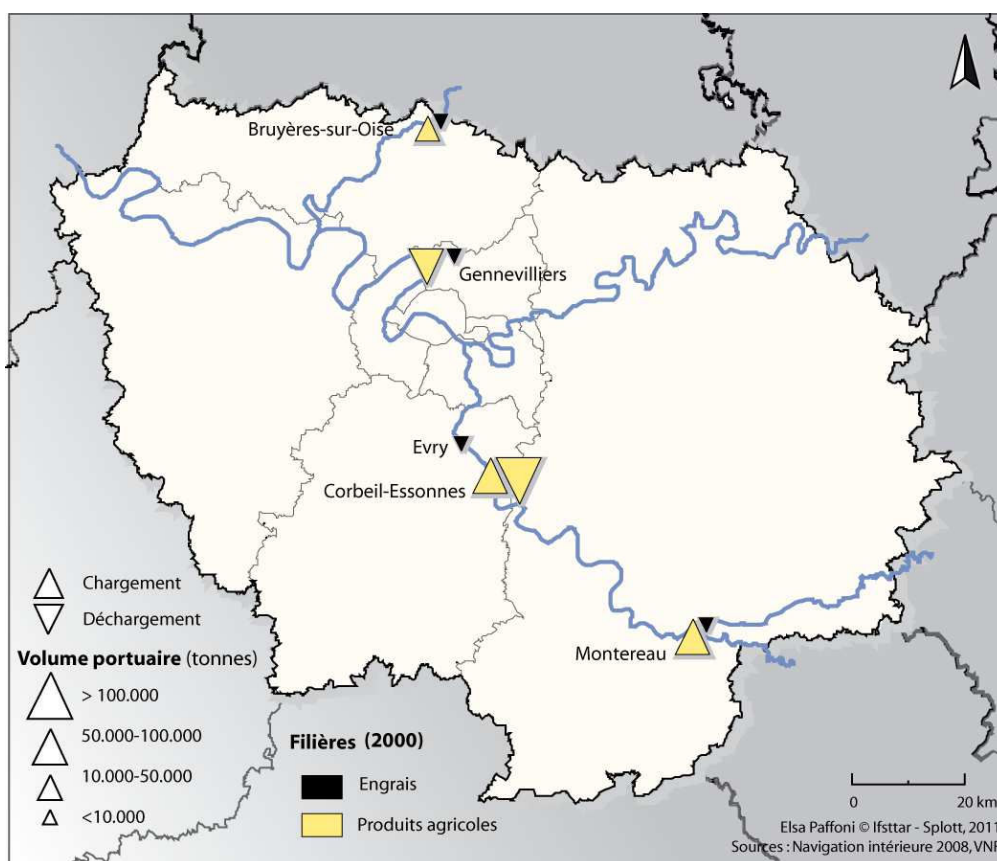 Bruyères-sur-Oise
Gennevilliers
Evry
Corbeil-Essonnes
Montereau
Chargement
Déchargement
Volume portuaire (tonnes)
> 100.000
50.000-100.000
10.000-50.000
<10.000
Filières (2000)
Engrais
Produits agricoles
0 20 km
Elsa Paffoni © Ifsttar - Splott, 2011
Sources : Navigation intérieure 2008, VNF